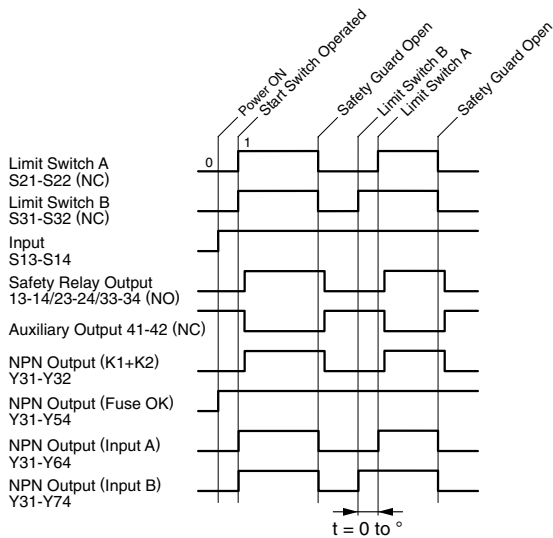 Power ON
Start Switch Operated
Safety Guard Open
Limit Switch B
Limit Switch A
Safety Guard Open
0
1
Limit Switch A
S21-S22 (NC)
Limit Switch B
S31-S32 (NC)
Input
S13-S14
Safety Relay Output
13-14/23-24/33-34 (NO)
Auxiliary Output 41-42 (NC)
NPN Output (K1+K2)
Y31-Y32
NPN Output (Fuse OK)
Y31-Y54
NPN Output (Input A)
Y31-Y64
NPN Output (Input B)
Y31-Y74
t = 0 to °